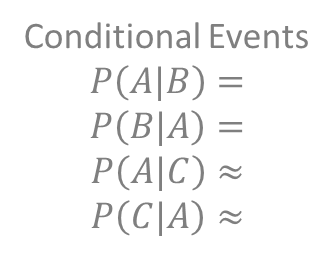 Conditional Events
P(A|B) =
P(B|A) =
P(A|C) ≈
P(C|A) ≈